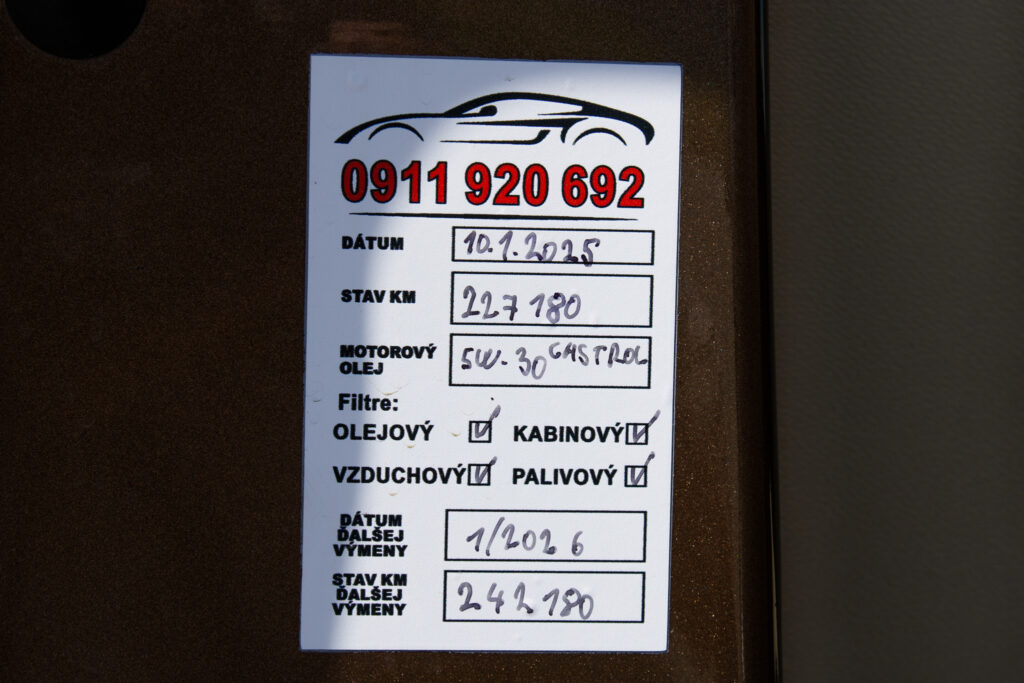 0911 920 692
DÁTUM 10.1.2025
STAV KM 227 180
MOTOROVÝ OLEJ 5W-30 CASTROL
Filtre:
OLEJOVÝ KABINOVÝ
VZDUCHOVÝ PALIVOVÝ
DÁTUM ĎALŠEJ VÝMENY 1/2026
STAV KM ĎALŠEJ VÝMENY 242 180